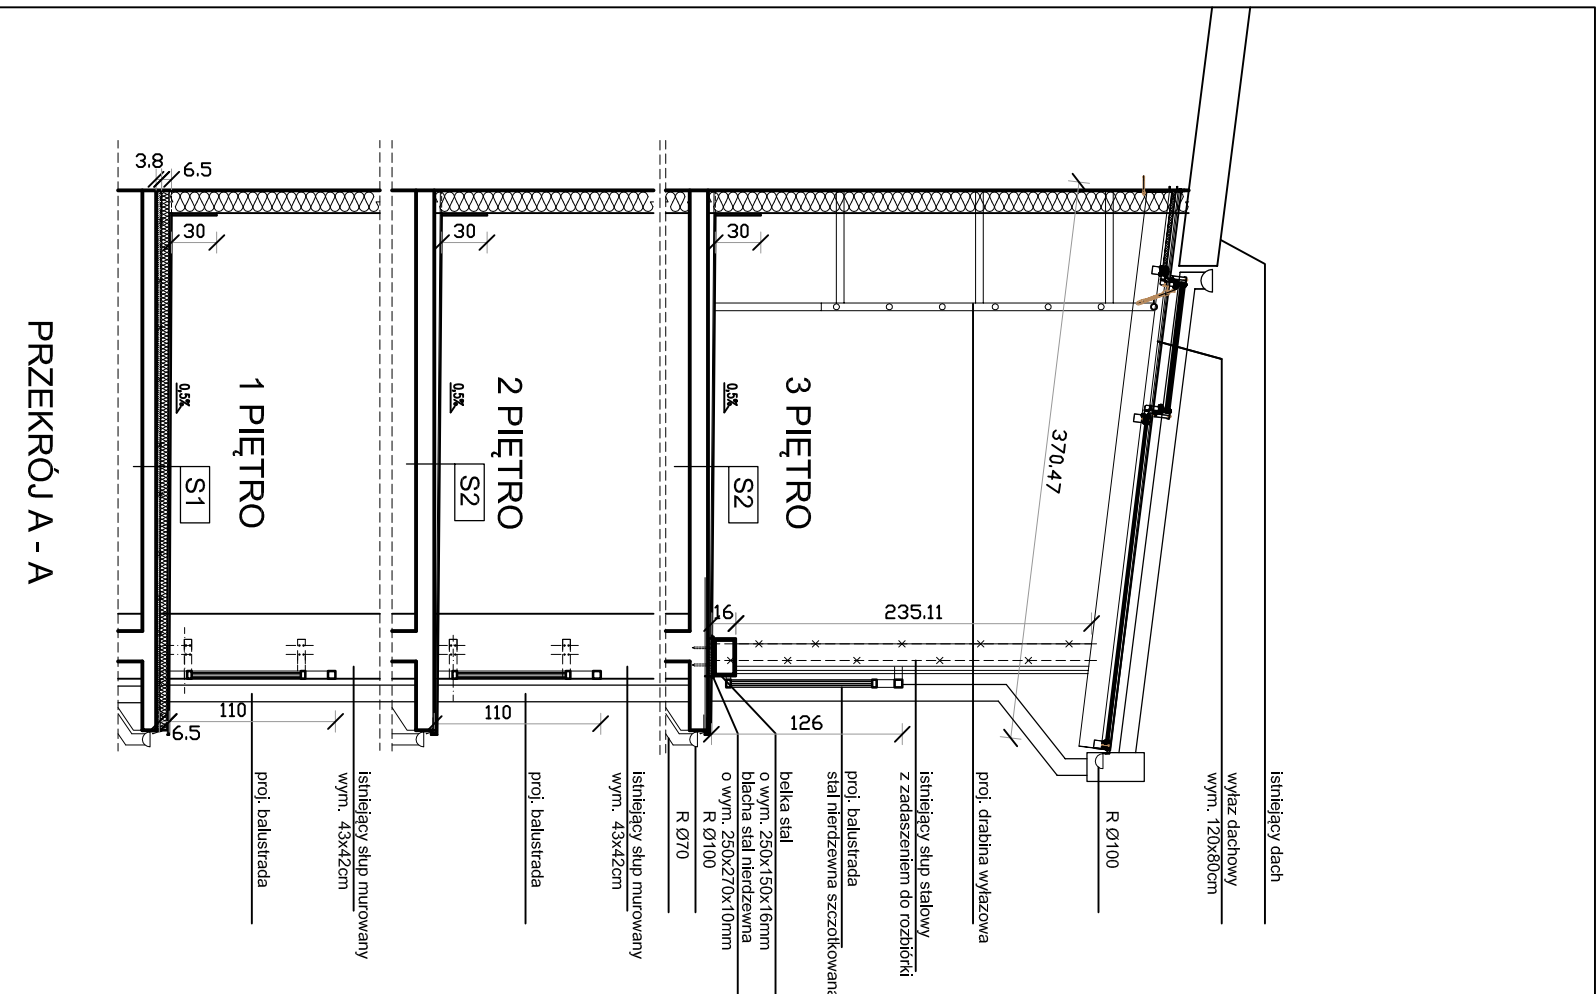 istniejący dach
wyłaz dachowy
wym. 120x80cm
R Ø100
proj. drabina wyłazowa
istniejący słup stalowy
z zadaszeniem do rozbiórki
proj. balustrada
stal nierdzewna szczotkowana
belka stal
o wym. 250x150x16mm
blacha stal nierdzewna
o wym. 250x270x10mm
R Ø100
R Ø70
istniejący słup murowany
wym. 43x42cm
proj. balustrada
istniejący słup murowany
wym. 43x42cm
proj. balustrada
370.47
235.11
16
126
3 PIĘTRO
30
0,5%
S2
2 PIĘTRO
30
0,5%
S2
110
1 PIĘTRO
30
0,5%
S1
110
3.8
6.5
6.5
PRZEKRÓJ A - A